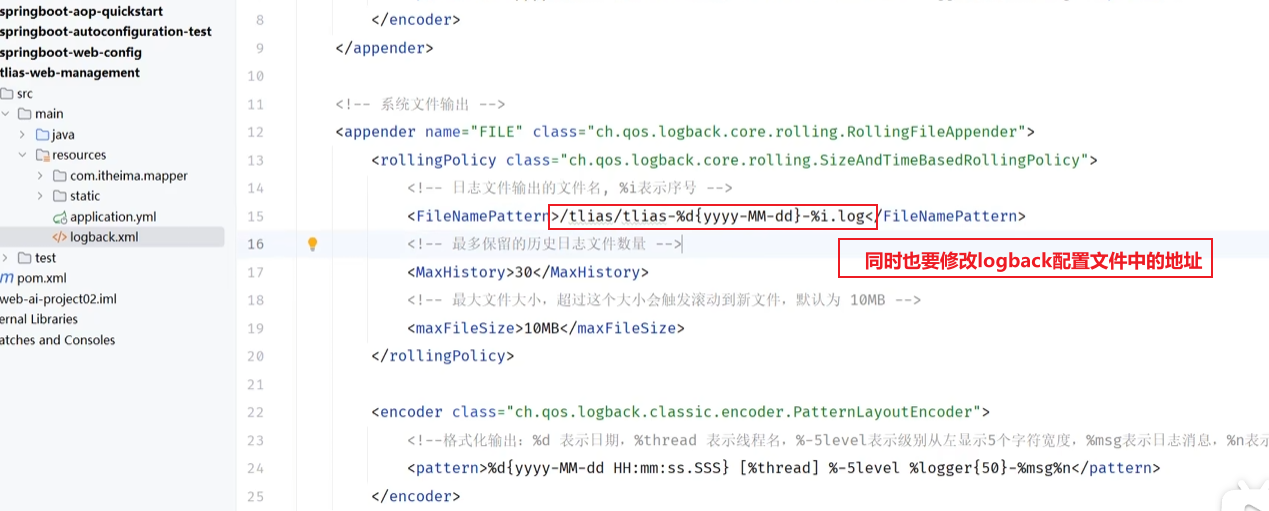 springboot-aop-quickstart
springboot-autoconfiguration-test
springboot-web-config
tlias-web-management
src
main
java
resources
com.itheima.mapper
static
application.yml
logback.xml
test
pom.xml
web-ai-project02.iml
ernal Libraries
atches and Consoles
8 </encoder>
9 </appender>
10
11 <!-- 系统文件输出 -->
12 <appender name="FILE" class="ch.qos.logback.core.rolling.RollingFileAppender">
13 <rollingPolicy class="ch.qos.logback.core.rolling.SizeAndTimeBasedRollingPolicy">
14 <!-- 日志文件输出的文件名, %i表示序号 -->
15 <FileNamePattern>/tlias/tlias-%d{yyyy-MM-dd}-%i.log</FileNamePattern>
16 <!-- 最多保留的历史日志文件数量 -->
同时也要修改logback配置文件中的地址
17 <MaxHistory>30</MaxHistory>
18 <!-- 最大文件大小，超过这个大小会触发滚动到新文件，默认为 10MB -->
19 <maxFileSize>10MB</maxFileSize>
20 </rollingPolicy>
21
22 <encoder class="ch.qos.logback.classic.encoder.PatternLayoutEncoder">
23 <!--格式化输出：%d 表示日期，%thread 表示线程名，%-5level表示级别从左显示5个字符宽度，%msg表示日志消息，%n表示
24 <pattern>%d{yyyy-MM-dd HH:mm:ss.SSS} [%thread] %-5level %logger{50}-%msg%n</pattern>
25 </encoder>